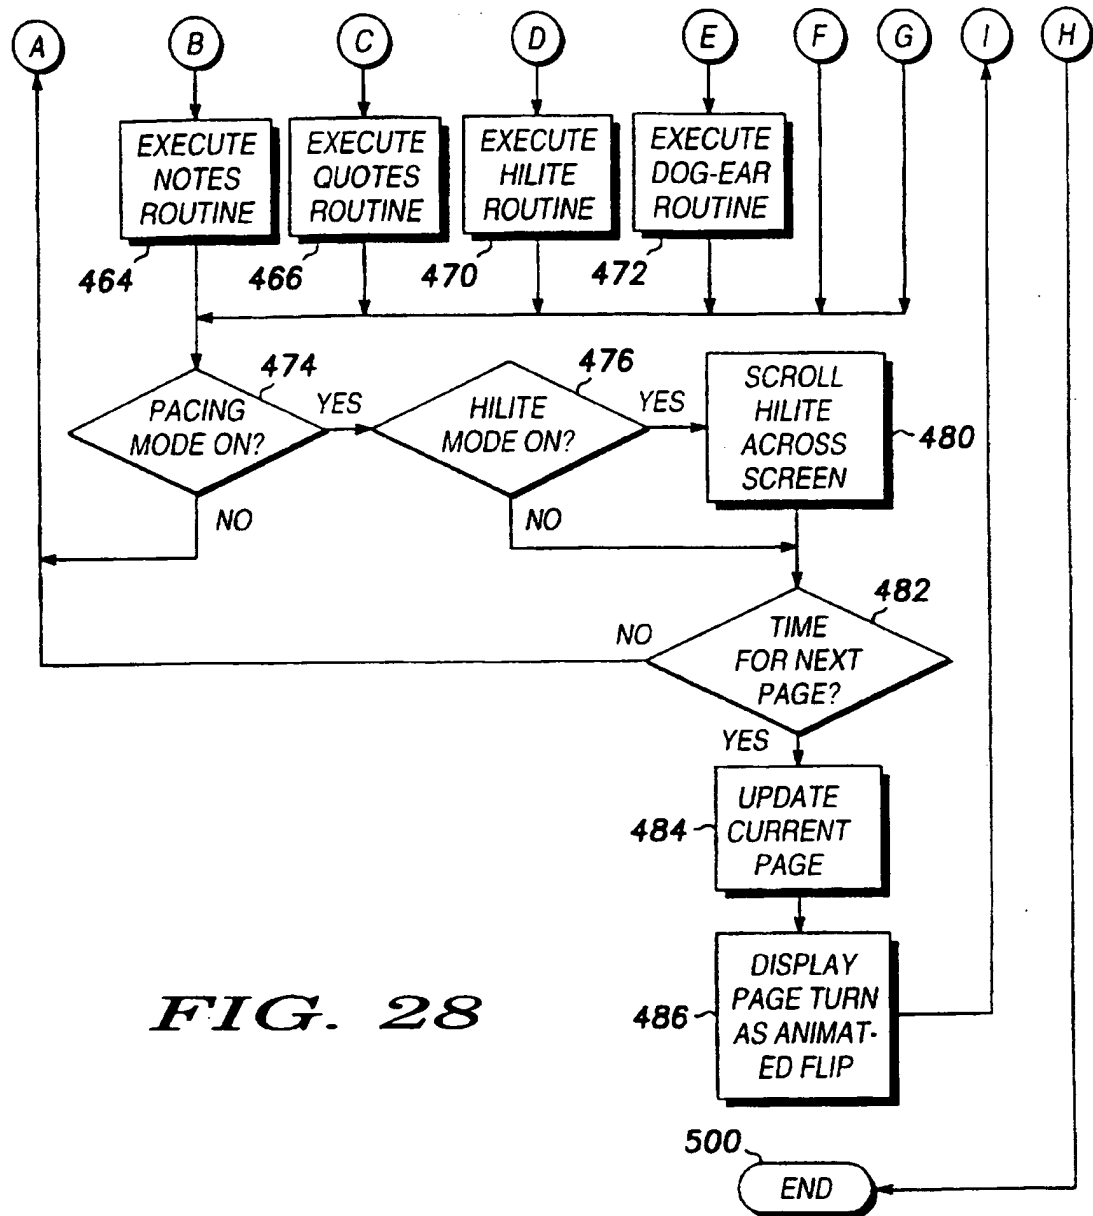 A B C D E F G I H
EXECUTE
NOTES
ROUTINE
464
EXECUTE
QUOTES
ROUTINE
466
EXECUTE
HILITE
ROUTINE
470
EXECUTE
DOG-EAR
ROUTINE
472
PACING
MODE ON?
474
YES
NO
HILITE
MODE ON?
476
YES
NO
SCROLL
HILITE
ACROSS
SCREEN
480
TIME
FOR NEXT
PAGE?
482
NO
YES
UPDATE
CURRENT
PAGE
484
DISPLAY
PAGE TURN
AS ANIMAT-
ED FLIP
486
FIG. 28
500
END